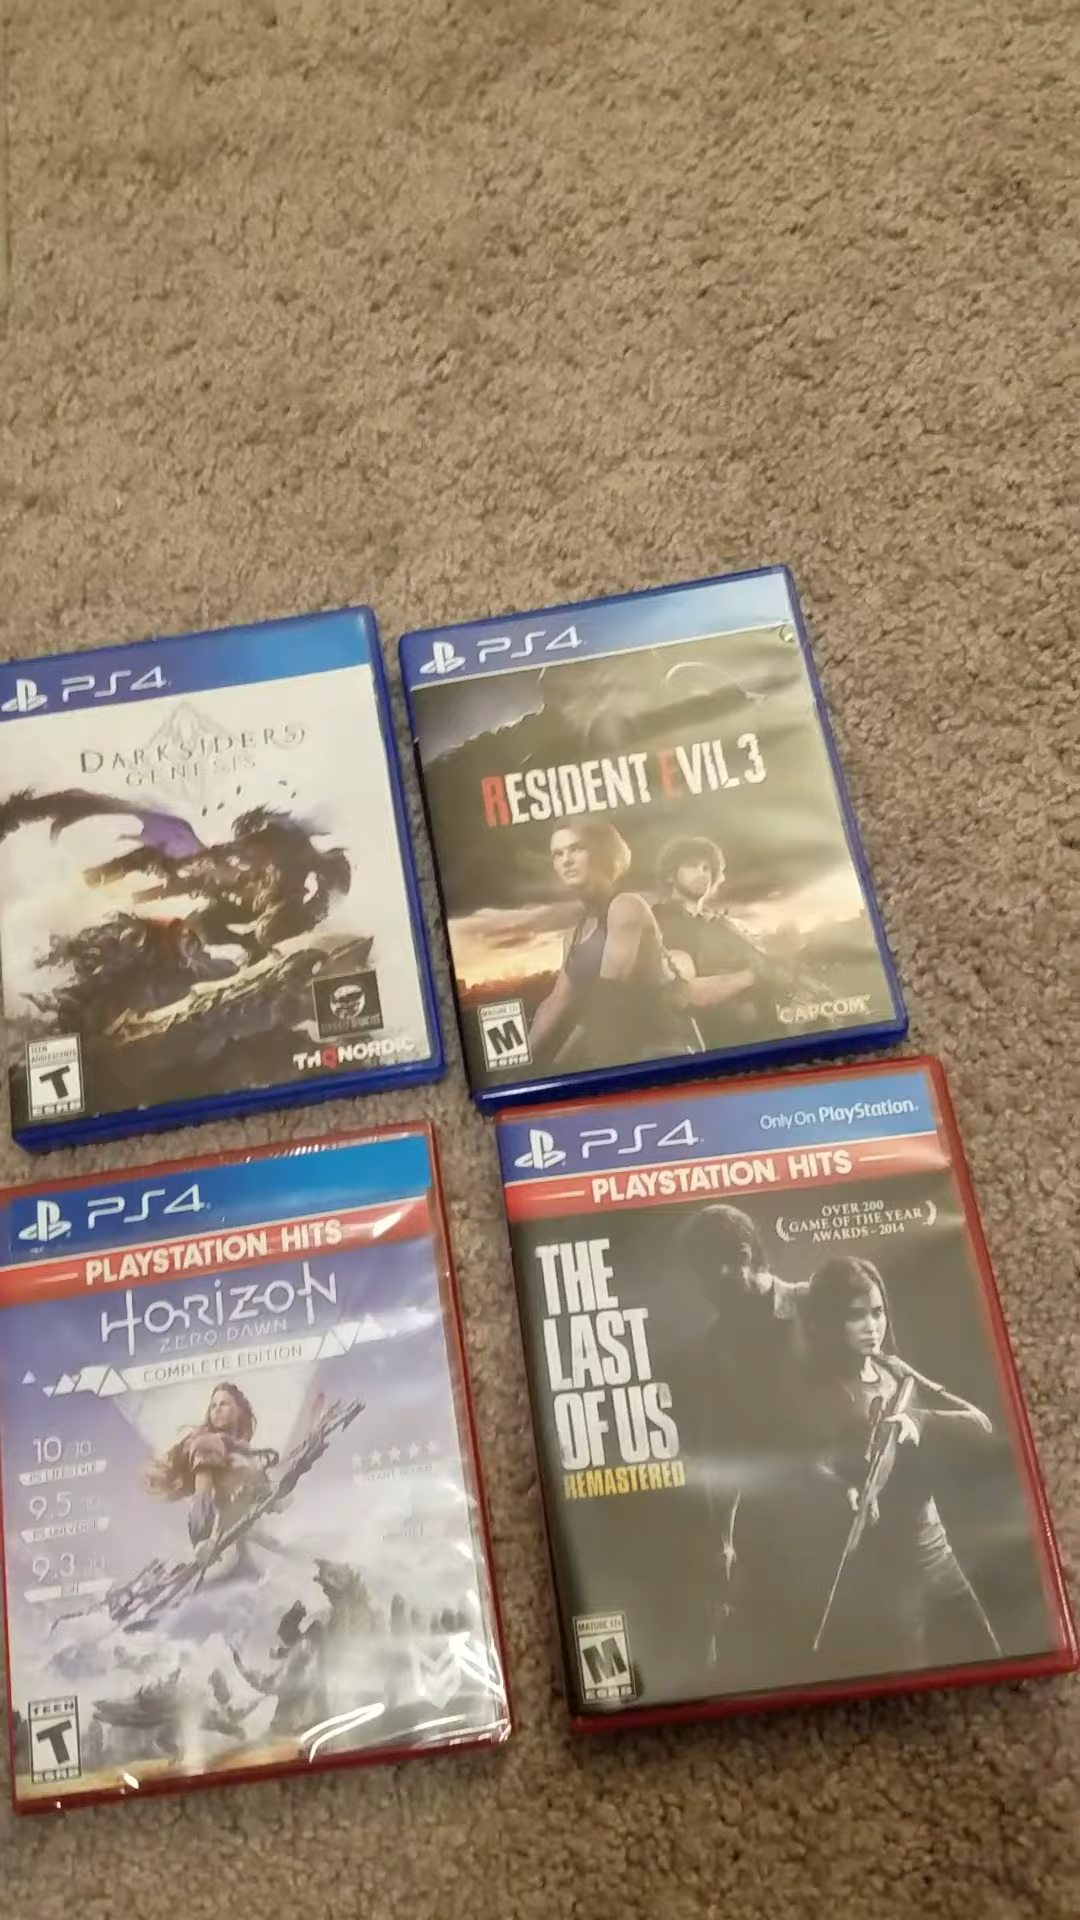 PS4
DARKSIDERS
GENESIS
TEEN
T
ESRB
THQNORDIC
PS4
RESIDENT EVIL 3
MATURE 17+
M
ESRB
CAPCOM
PS4
PLAYSTATION HITS
HORIZON
ZERO DAWN
COMPLETE EDITION
10/10
9.5
9.3
TEEN
T
ESRB
PS4
Only On PlayStation
PLAYSTATION HITS
OVER 200
GAME OF THE YEAR
AWARDS - 2014
THE
LAST
OF US
REMASTERED
MATURE 17+
M
ESRB